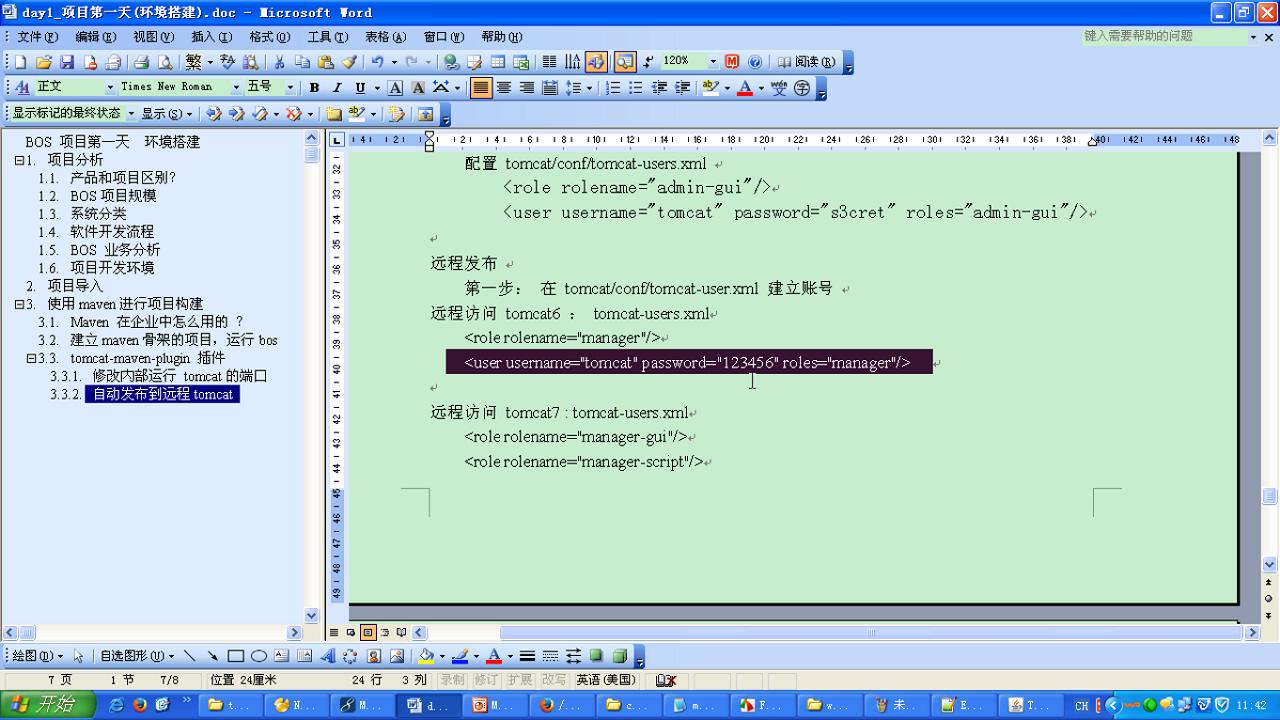 day1_项目第一天(环境搭建).doc - Microsoft Word
文件(F) 编辑(E) 视图(V) 插入(I) 格式(O) 工具(T) 表格(A) 窗口(W) 帮助(H) 键入需要帮助的问题
繁 120% 阅读(R)
正文 Times New Roman 五号 B I U A A A wén 字
显示标记的最终状态 显示(S)
BOS 项目第一天 环境搭建
1. 项目分析
1.1. 产品和项目区别?
1.2. BOS 项目规模
1.3. 系统分类
1.4. 软件开发流程
1.5. BOS 业务分析
1.6. 项目开发环境
2. 项目导入
3. 使用 maven 进行项目构建
3.1. Maven 在企业中怎么用的 ?
3.2. 建立 maven 骨架的项目, 运行 bos
3.3. tomcat-maven-plugin 插件
3.3.1. 修改内部运行 tomcat 的端口
3.3.2. 自动发布到远程 tomcat
配置 tomcat/conf/tomcat-users.xml
<role rolename="admin-gui"/>
<user username="tomcat" password="s3cret" roles="admin-gui"/>
远程发布
第一步: 在 tomcat/conf/tomcat-user.xml 建立账号
远程访问 tomcat6 : tomcat-users.xml
<role rolename="manager"/>
<user username="tomcat" password="123456" roles="manager"/>
远程访问 tomcat7 : tomcat-users.xml
<role rolename="manager-gui"/>
<role rolename="manager-script"/>
绘图(D) 自选图形(U)
7 页 1 节 7/8 位置 24厘米 24 行 3 列 录制 修订 扩展 改写 英语(美国)
开始 t... N... M... d... M... /... c... m... F... w... 未... E... T... CH 11:42